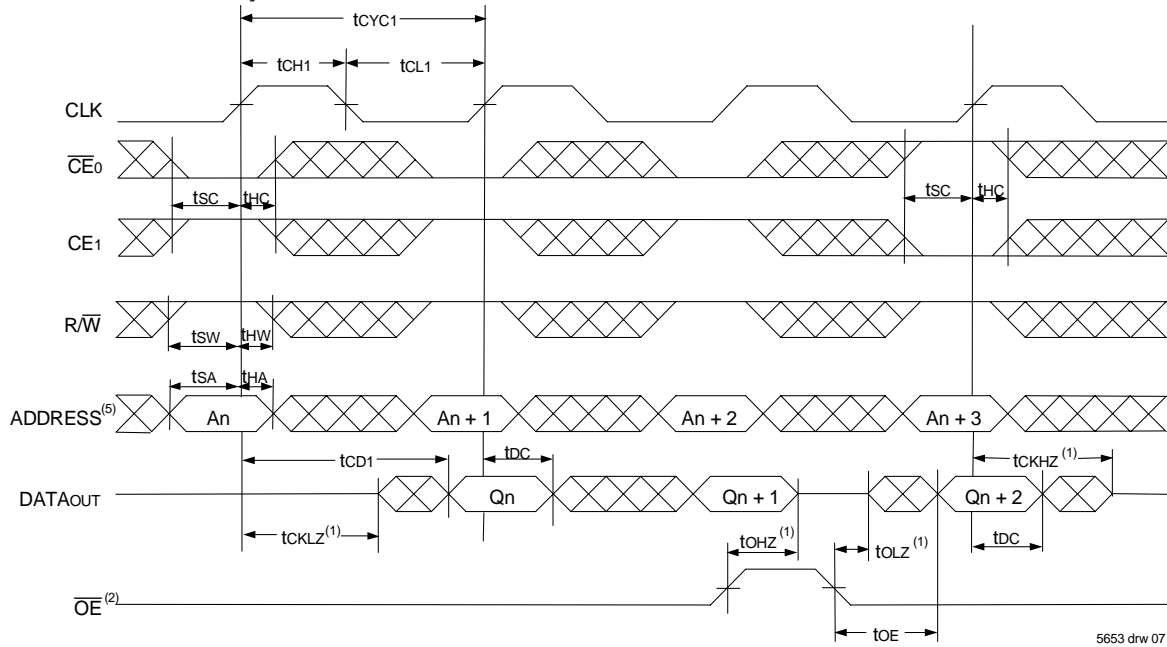 tCYC1
tCH1 tCL1
CLK
CE0
tSC tHC tSC tHC
CE1
R/W
tSW tHW
tSA tHA
ADDRESS(5) An An + 1 An + 2 An + 3
tCD1 tDC tCKHZ(1)
DATAOUT Qn Qn + 1 Qn + 2
tCKLZ(1) tOHZ(1) tOLZ(1) tDC
OE(2)
tOE
5653 drw 07